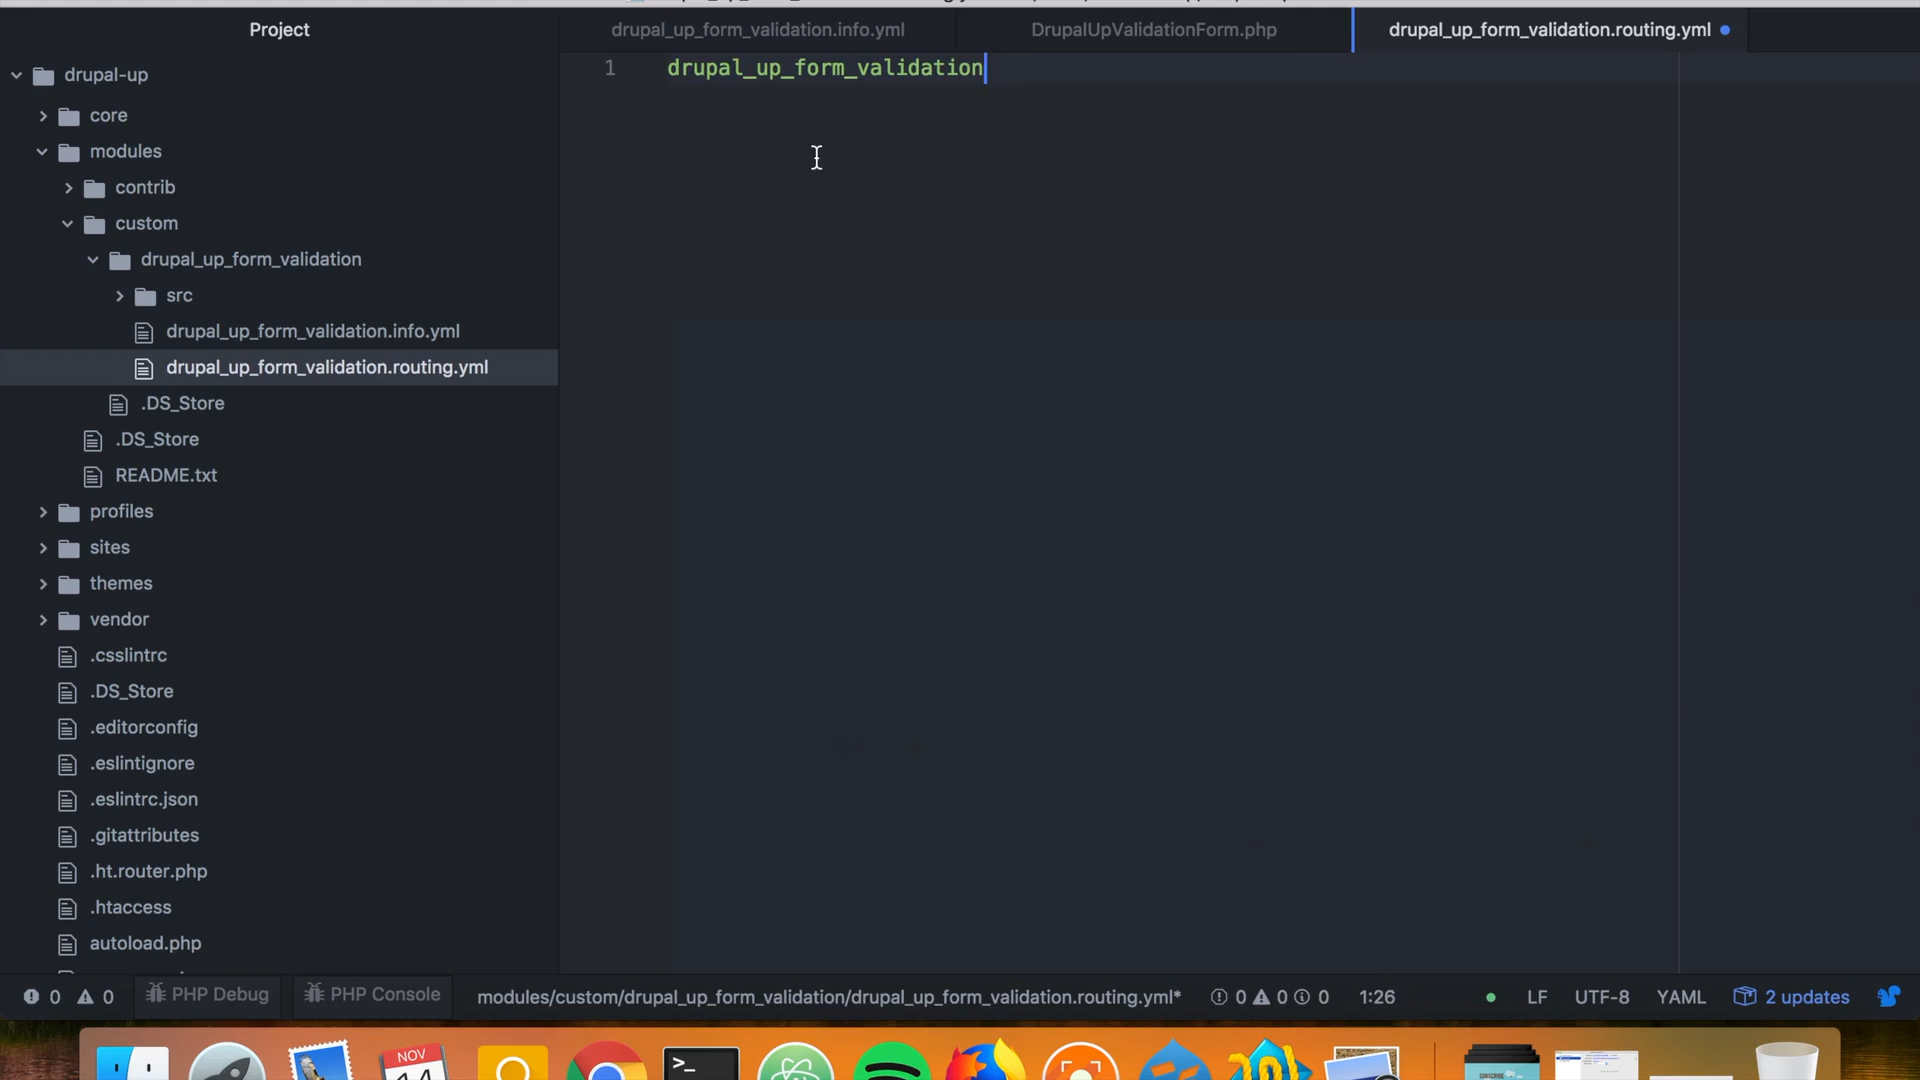 Project
drupal_up_form_validation.info.yml
DrupalUpValidationForm.php
drupal_up_form_validation.routing.yml
drupal-up
core
modules
contrib
custom
drupal_up_form_validation
src
drupal_up_form_validation.info.yml
drupal_up_form_validation.routing.yml
.DS_Store
.DS_Store
README.txt
profiles
sites
themes
vendor
.csslintrc
.DS_Store
.editorconfig
.eslintignore
.eslintrc.json
.gitattributes
.ht.router.php
.htaccess
autoload.php
1 drupal_up_form_validation
0 0 PHP Debug PHP Console modules/custom/drupal_up_form_validation/drupal_up_form_validation.routing.yml* 0 0 0 1:26 LF UTF-8 YAML 2 updates
NOV
14
>_
SUBSCRIBE